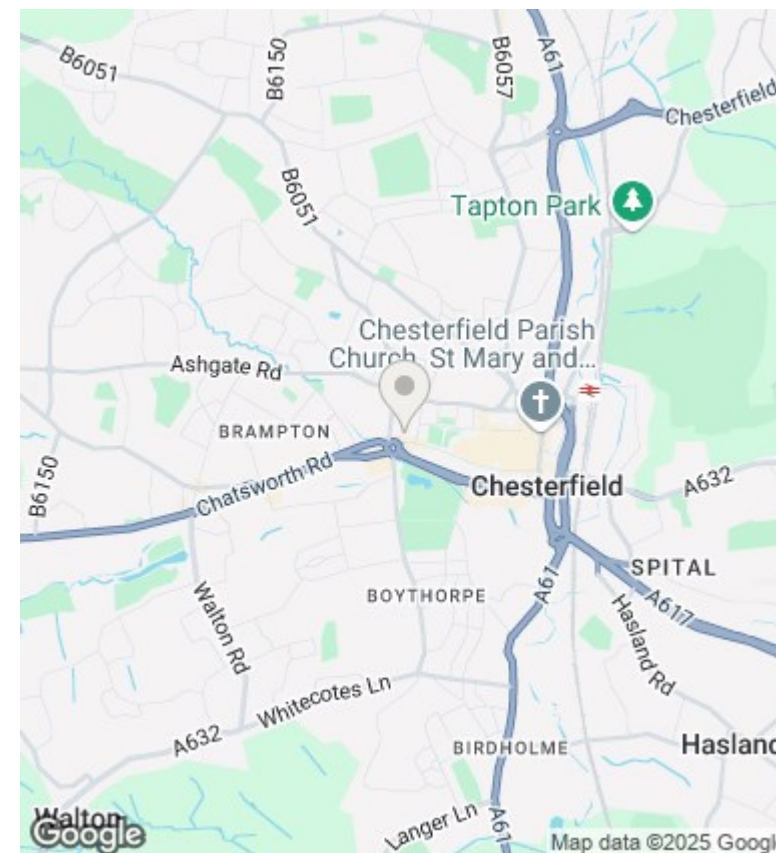 B6051
B6150
B6057
A61
Chesterfield
B6051
Tapton Park
Chesterfield Parish
Church, St Mary and...
Ashgate Rd
BRAMPTON
Chatsworth Rd
B6150
Chesterfield
A632
SPITAL
A617
A61
Hasland Rd
BOYTHORPE
Walton Rd
Whitecotes Ln
A632
BIRDHOLME
Hasland
Walton
Google
Langer Ln
A61
Map data ©2025 Google